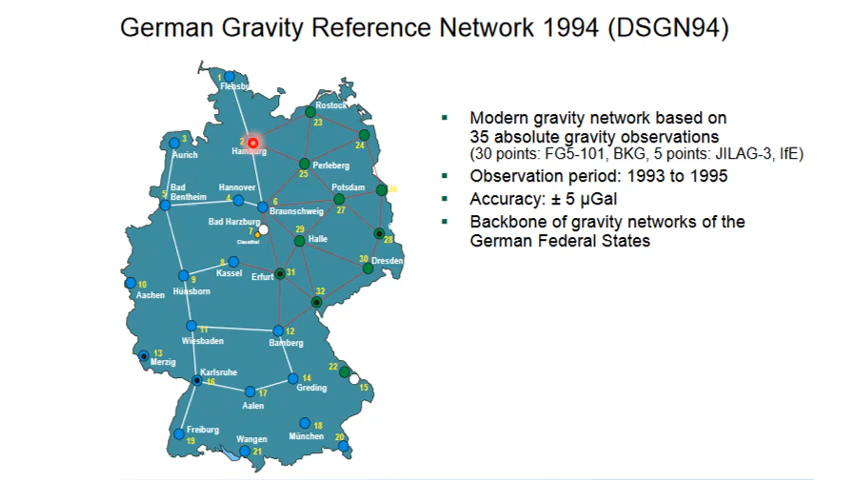 German Gravity Reference Network 1994 (DSGN94)
1
Flensbu
Rostock
23
24
2
Hamburg
3
Aurich
Perleberg
25
Bad
Bentheim
5
Hannover
4
6
Braunschweig
Potsdam
27
Bad Harzburg
7
Clausthal
29
Halle
28
30
Dresden
8
Kassel
Erfurt
31
9
Hünsborn
10
Aachen
32
11
Wiesbaden
12
Bamberg
13
Merzig
Karlsruhe
16
14
Greding
22
15
17
Aalen
18
München
Freiburg
19
Wangen
21
20
▪ Modern gravity network based on
35 absolute gravity observations
(30 points: FG5-101, BKG, 5 points: JILAG-3, IfE)
▪ Observation period: 1993 to 1995
▪ Accuracy: ± 5 µGal
▪ Backbone of gravity networks of the
German Federal States